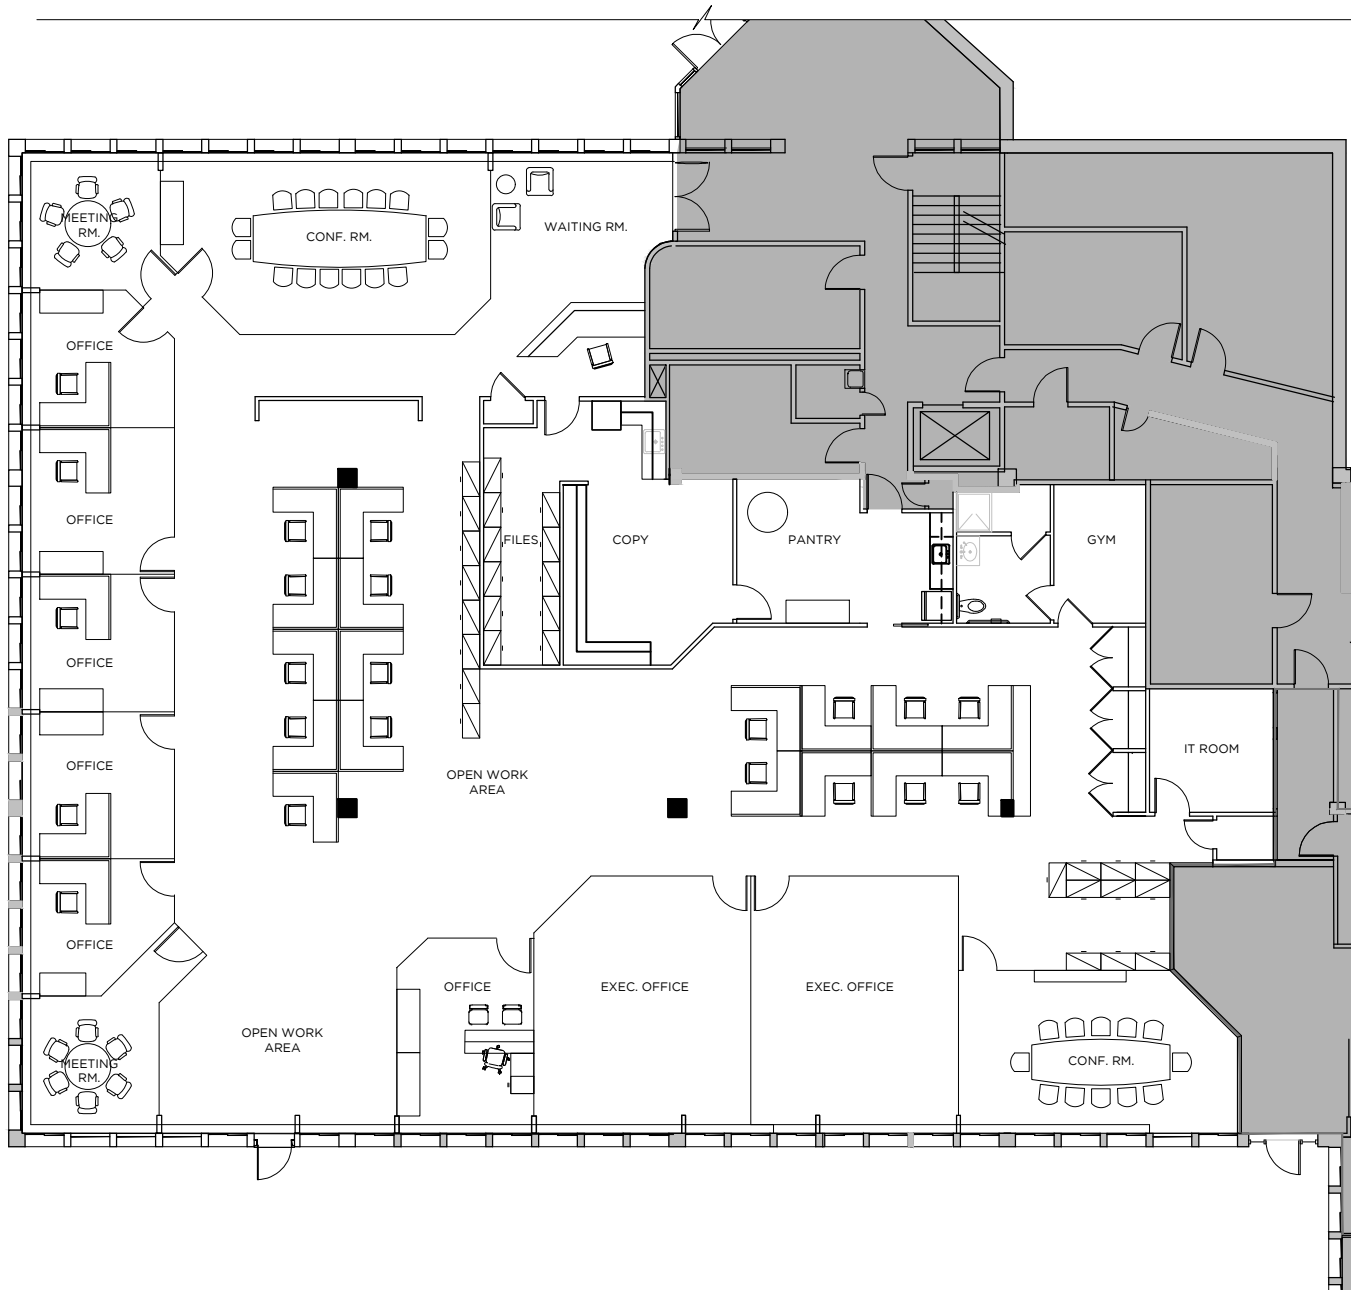 MEETING
RM.
CONF. RM.
WAITING RM.
OFFICE
OFFICE
FILES
COPY
PANTRY
GYM
OFFICE
IT ROOM
OFFICE
OPEN WORK
AREA
OFFICE
OFFICE
EXEC. OFFICE
EXEC. OFFICE
OPEN WORK
AREA
MEETING
RM.
CONF. RM.